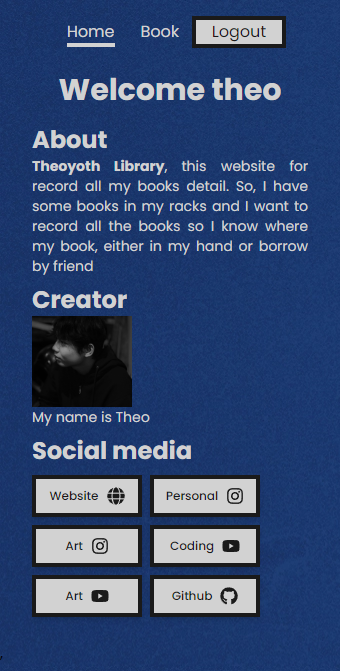 Home Book Logout
Welcome theo
About
Theoyoth Library, this website for
record all my books detail. So, I have
some books in my racks and I want to
record all the books so I know where
my book, either in my hand or borrow
by friend
Creator
My name is Theo
Social media
Website Personal
Art Coding
Art Github